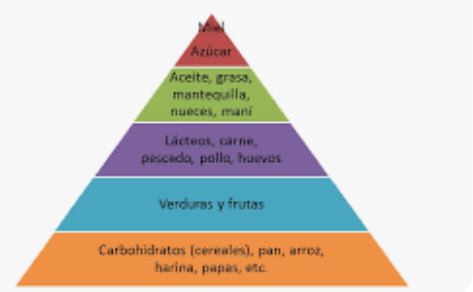 Miel
Azúcar
Aceite, grasa,
mantequilla,
nueces, maní
Lácteos, carne,
pescado, pollo, huevos
Verduras y frutas
Carbohidratos (cereales), pan, arroz,
harina, papas, etc.